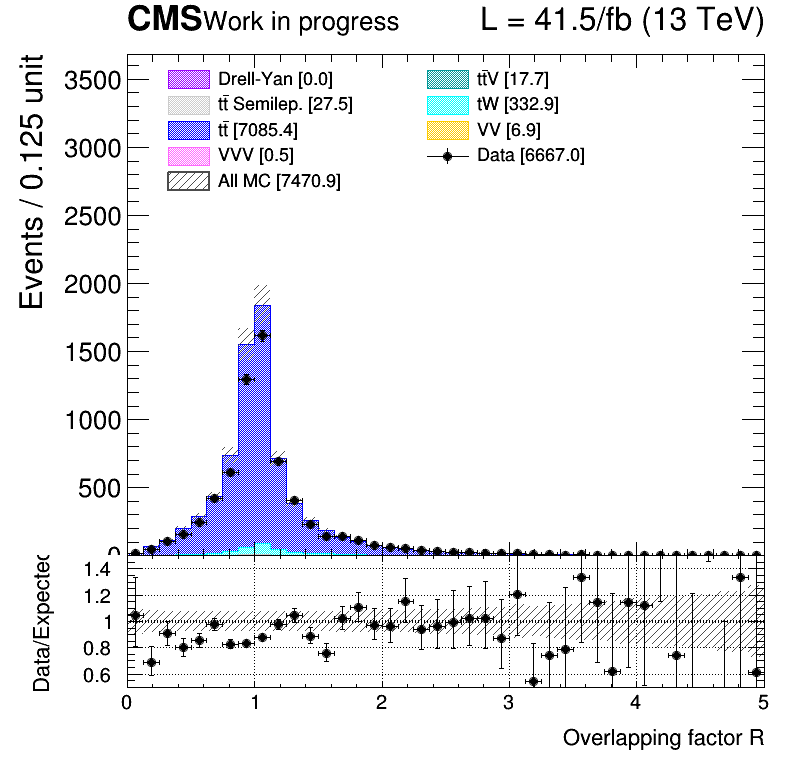 CMS Work in progress L = 41.5/fb (13 TeV)
Events / 0.125 unit
3500
3000
2500
2000
1500
1000
500
0
Drell-Yan [0.0]
tt̄ Semilep. [27.5]
tt̄ [7085.4]
VVV [0.5]
All MC [7470.9]
tt̄V [17.7]
tW [332.9]
VV [6.9]
Data [6667.0]
Data/Expected
1.4
1.2
1
0.8
0.6
0 1 2 3 4 5
Overlapping factor R